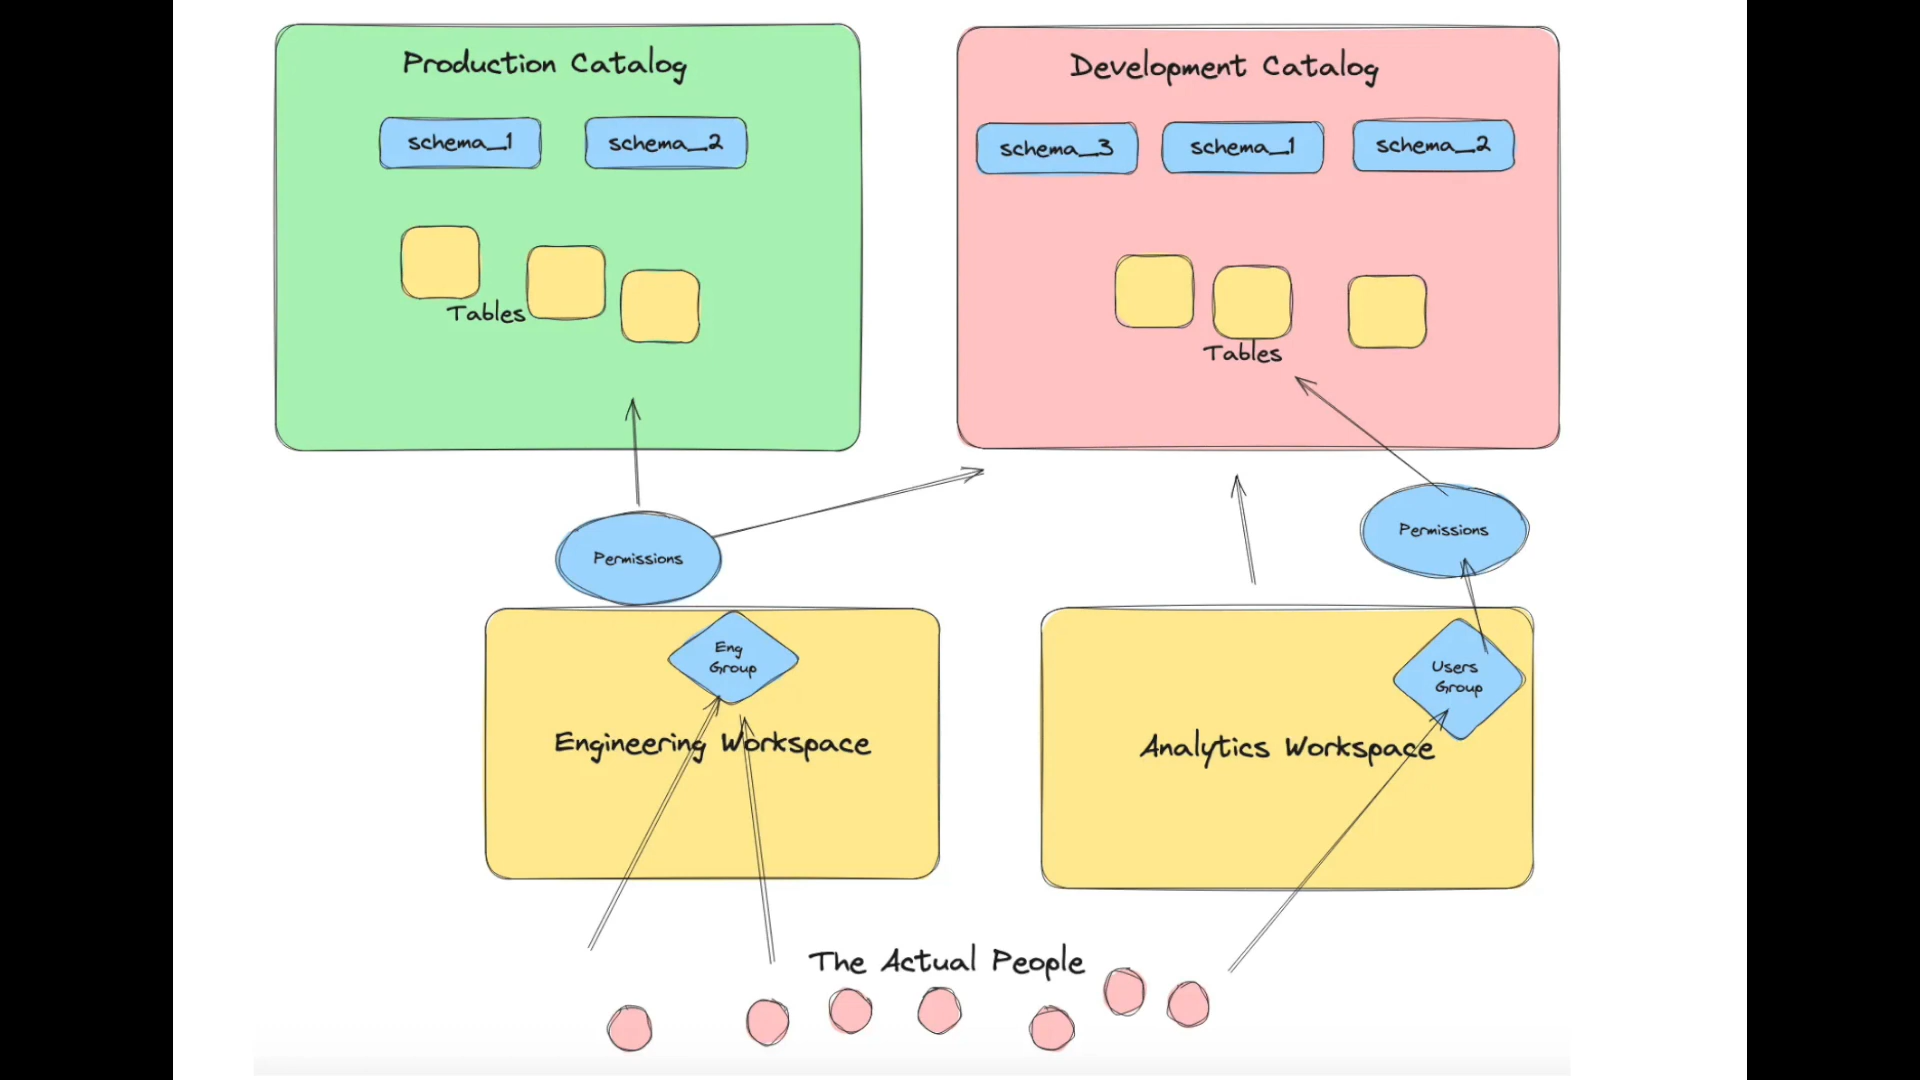 Production Catalog
schema_1
schema_2
Tables
Development Catalog
schema_3
schema_1
schema_2
Tables
Permissions
Permissions
Eng
Group
Engineering Workspace
Users
Group
Analytics Workspace
The Actual People